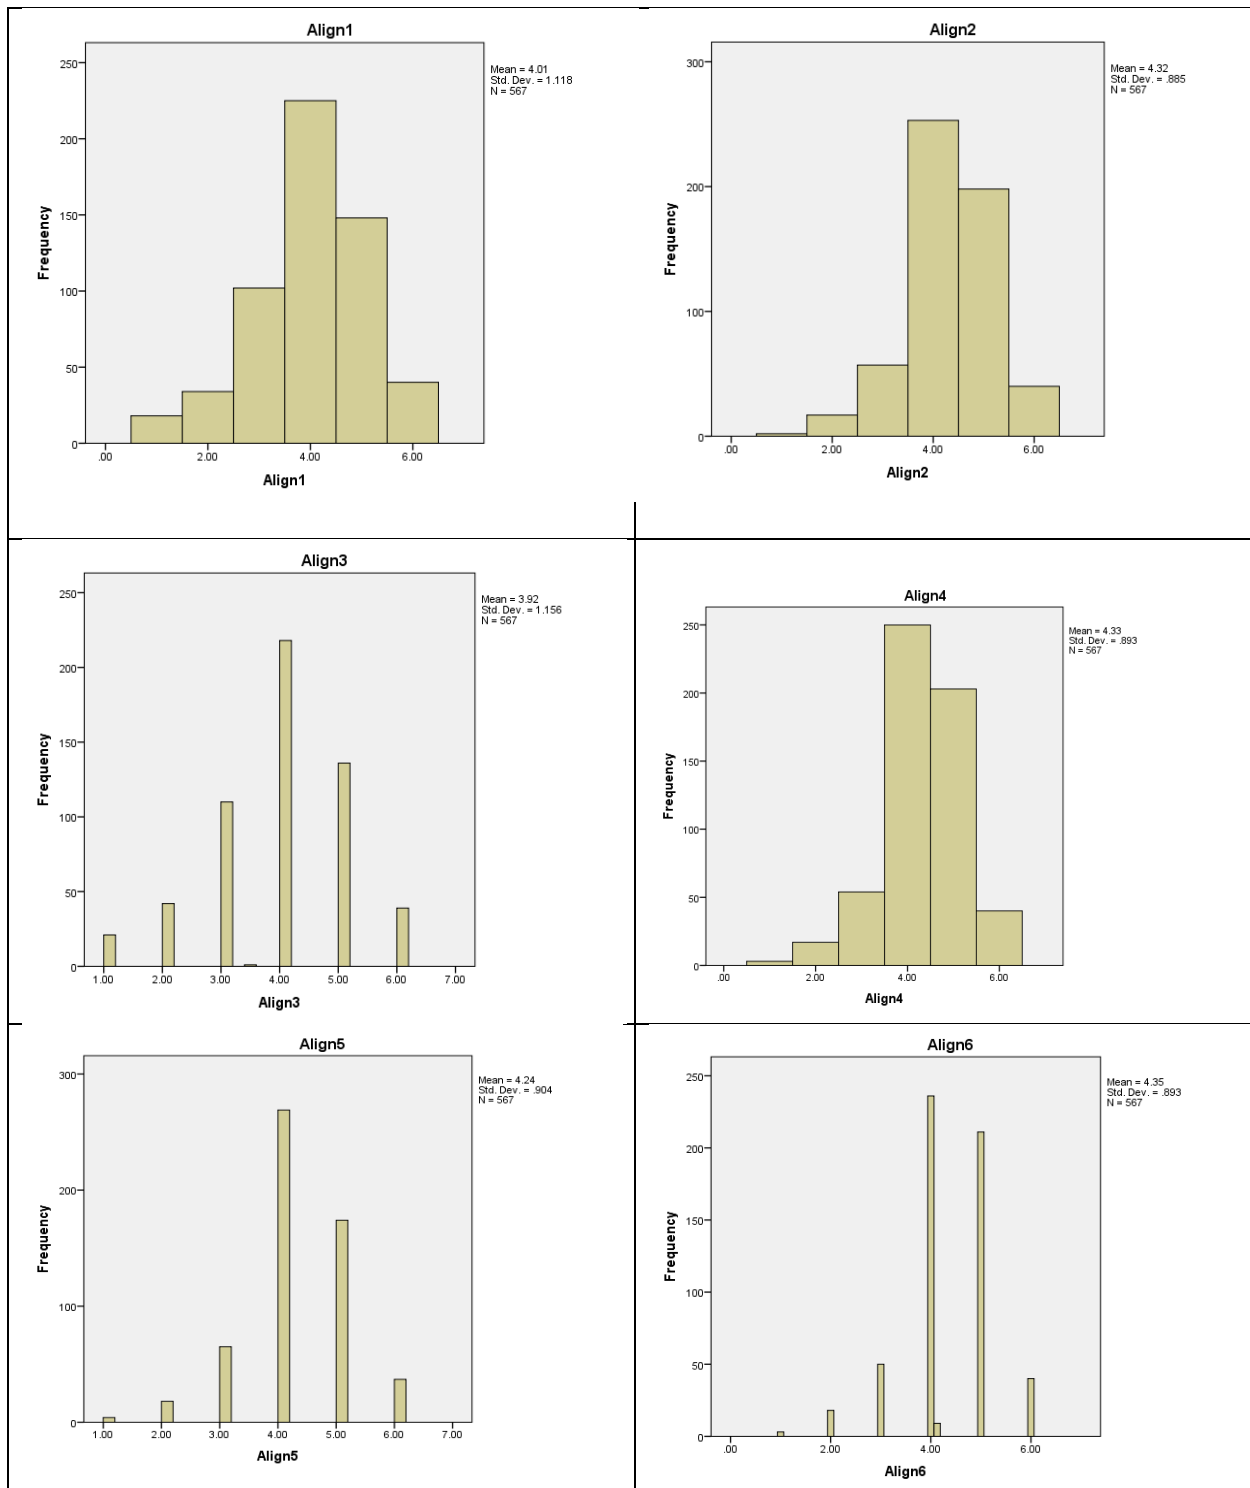 Align1
Mean = 4.01
Std. Dev. = 1.118
N = 567
250
200
150
100
50
0
Frequency
.00 2.00 4.00 6.00
Align1
Align2
Mean = 4.32
Std. Dev. = .885
N = 567
300
200
100
0
Frequency
.00 2.00 4.00 6.00
Align2
Align3
Mean = 3.92
Std. Dev. = 1.156
N = 567
250
200
150
100
50
0
Frequency
1.00 2.00 3.00 4.00 5.00 6.00 7.00
Align3
Align4
Mean = 4.33
Std. Dev. = .893
N = 567
250
200
150
100
50
0
Frequency
.00 2.00 4.00 6.00
Align4
Align5
Mean = 4.24
Std. Dev. = .904
N = 567
300
200
100
0
Frequency
1.00 2.00 3.00 4.00 5.00 6.00 7.00
Align5
Align6
Mean = 4.35
Std. Dev. = .893
N = 567
250
200
150
100
50
0
Frequency
.00 2.00 4.00 6.00
Align6